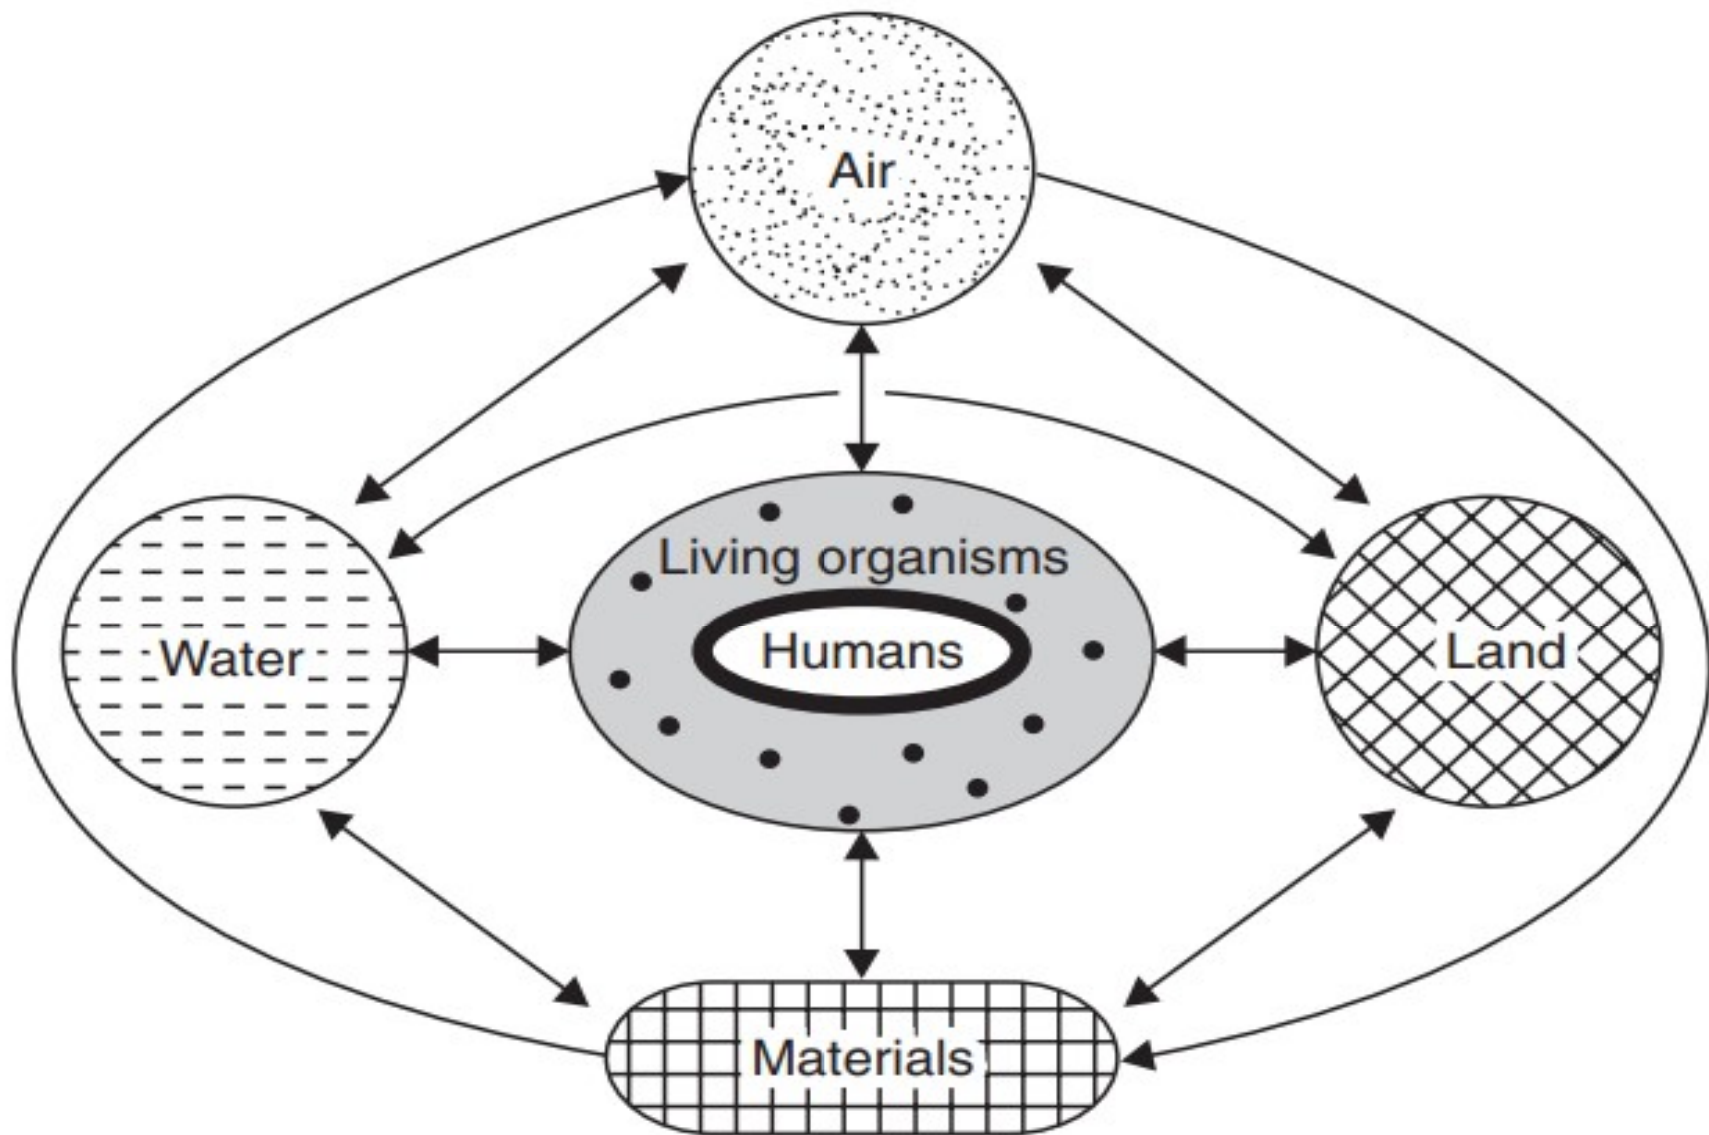 Air
Living organisms
Humans
Water
Land
Materials